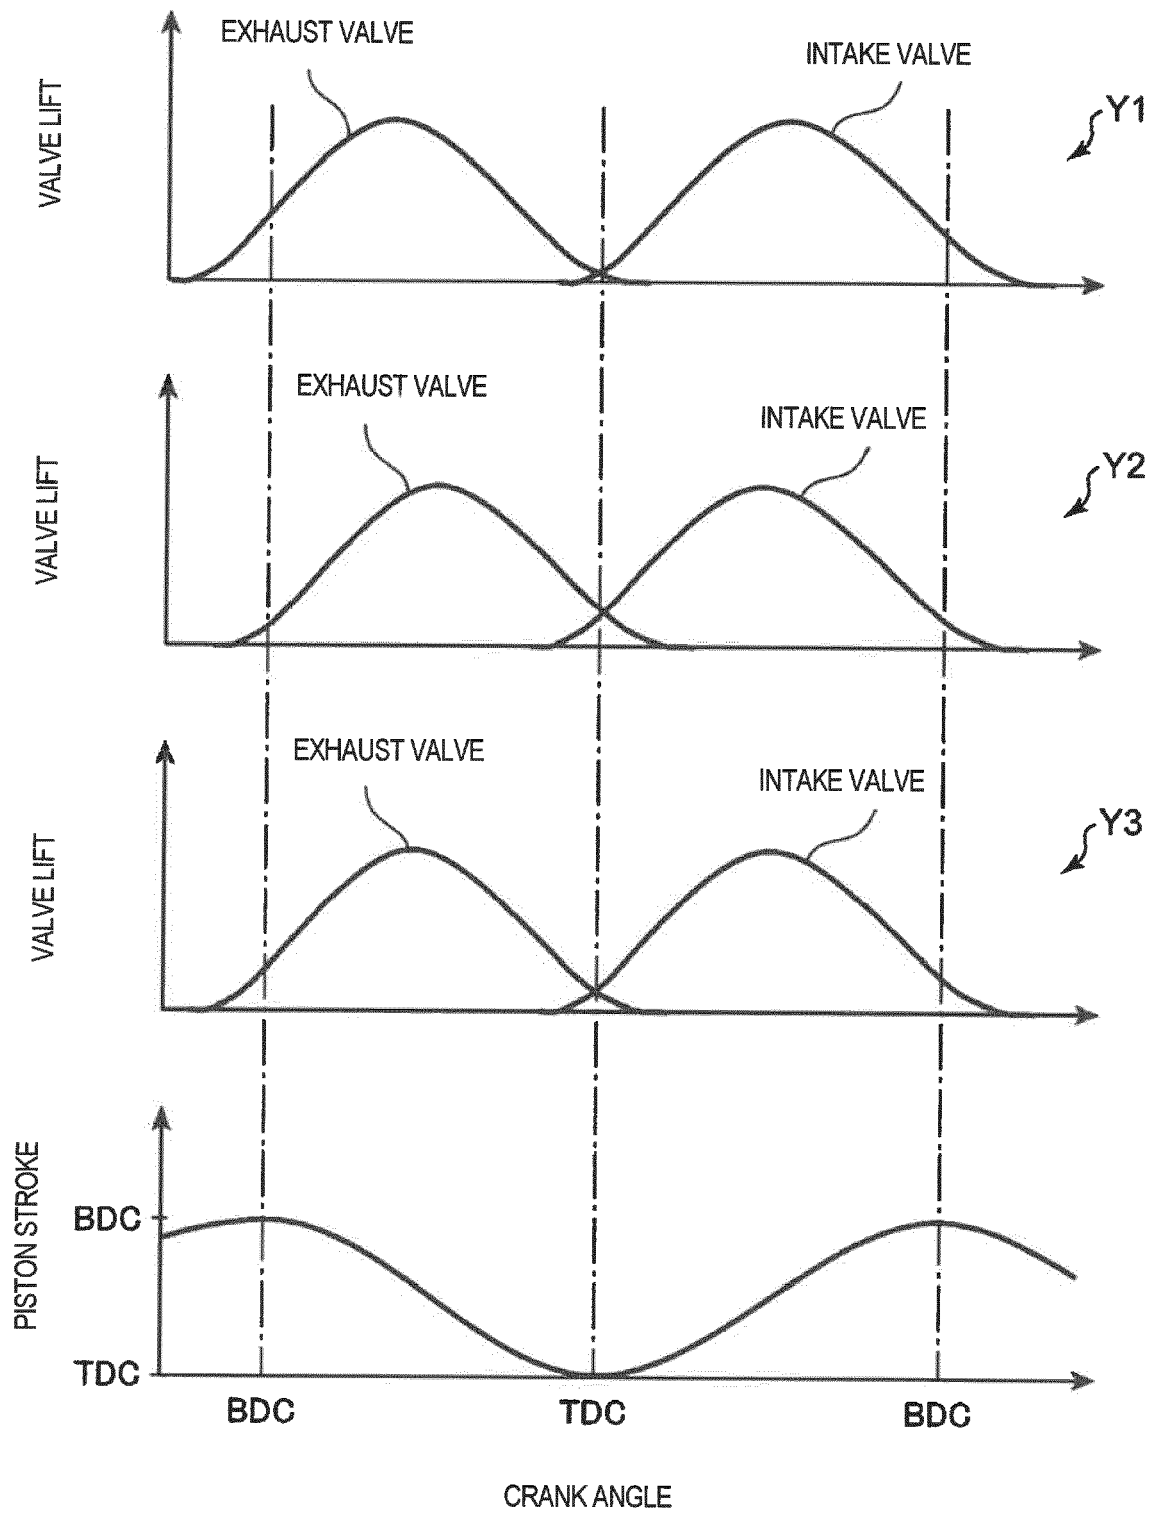 EXHAUST VALVE
INTAKE VALVE
Y1
VALVE LIFT
EXHAUST VALVE
INTAKE VALVE
Y2
VALVE LIFT
EXHAUST VALVE
INTAKE VALVE
Y3
VALVE LIFT
PISTON STROKE
BDC
TDC
BDC
TDC
BDC
CRANK ANGLE